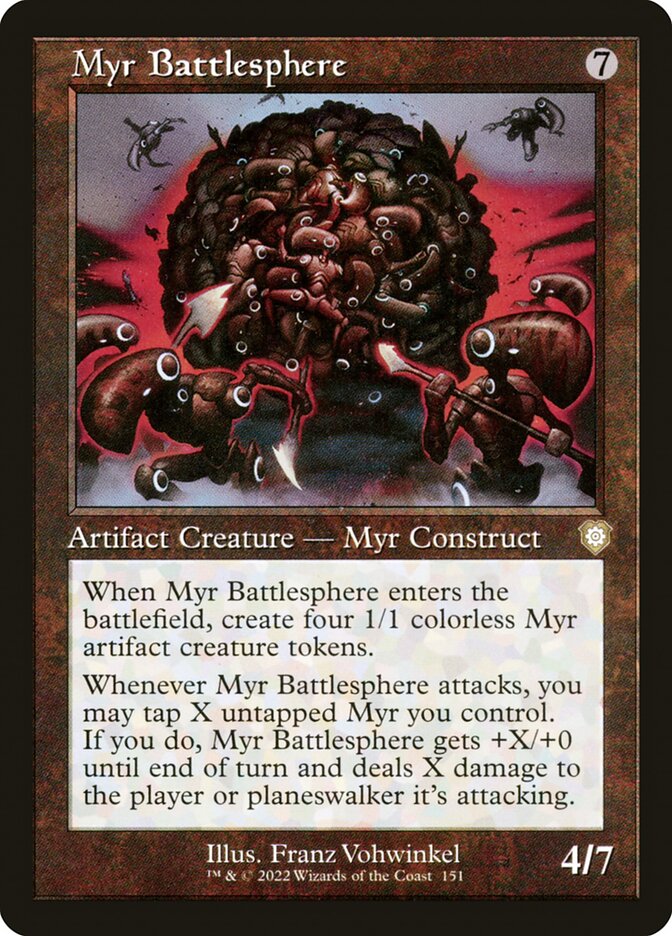 Myr Battlesphere
7
Artifact Creature — Myr Construct
When Myr Battlesphere enters the
battlefield, create four 1/1 colorless Myr
artifact creature tokens.
Whenever Myr Battlesphere attacks, you
may tap X untapped Myr you control.
If you do, Myr Battlesphere gets +X/+0
until end of turn and deals X damage to
the player or planeswalker it's attacking.
Illus. Franz Vohwinkel
4/7
™ & © 2022 Wizards of the Coast 151